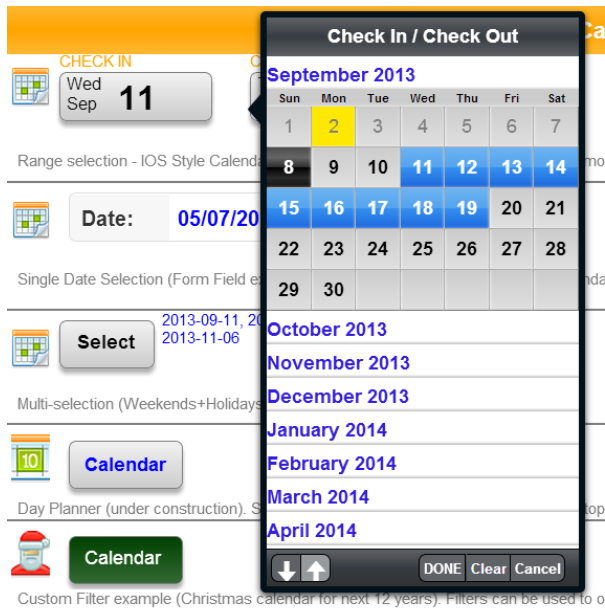 Ca
CHECK IN
C
Wed
Sep 11
Range selection - IOS Style Calenda
mo
Date: 05/07/20
Single Date Selection (Form Field e
nda
Select
2013-09-11, 20
2013-11-06
Multi-selection (Weekends+Holidays
10
Calendar
Day Planner (under construction). S
top
Calendar
Custom Filter example (Christmas calendar for next 12 years). Filters can be used to o
Check In / Check Out
September 2013
Sun Mon Tue Wed Thu Fri Sat
1 2 3 4 5 6 7
8 9 10 11 12 13 14
15 16 17 18 19 20 21
22 23 24 25 26 27 28
29 30
October 2013
November 2013
December 2013
January 2014
February 2014
March 2014
April 2014
DONE Clear Cancel